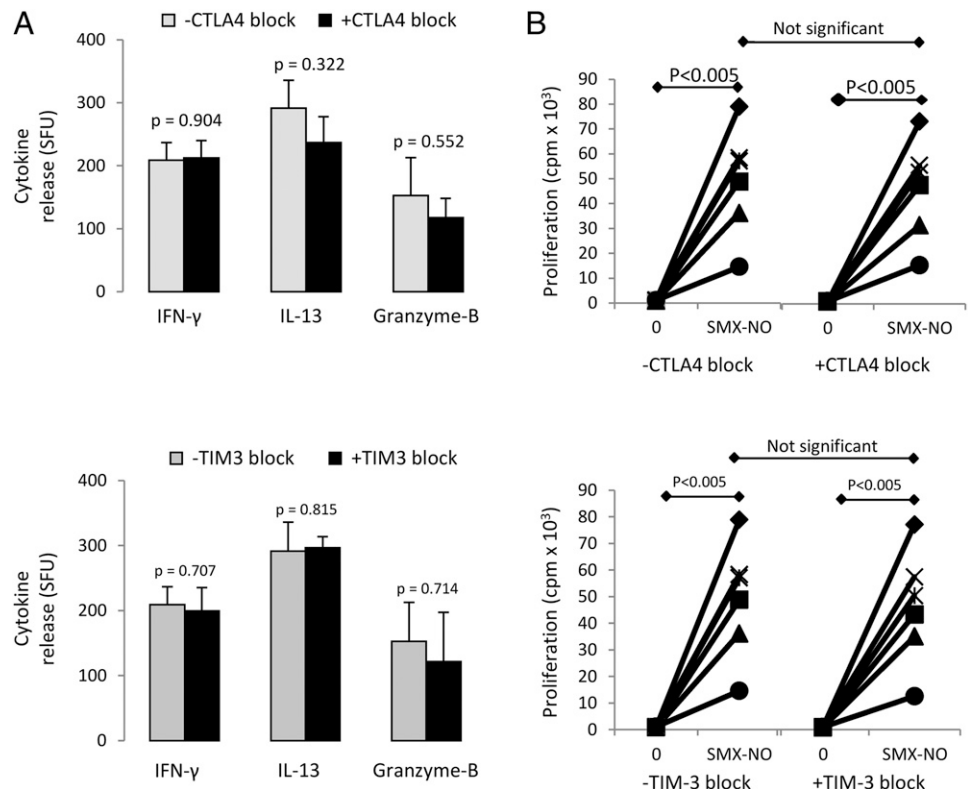 A
-CTLA4 block +CTLA4 block
400
300
200
100
0
Cytokine
release (SFU)
p = 0.904
p = 0.322
p = 0.552
IFN-γ IL-13 Granzyme-B
B
Not significant
P<0.005
P<0.005
90
80
70
60
50
40
30
20
10
0
Proliferation (cpm x 10³)
0 SMX-NO 0 SMX-NO
-CTLA4 block +CTLA4 block
-TIM3 block +TIM3 block
400
300
200
100
0
Cytokine
release (SFU)
p = 0.707
p = 0.815
p = 0.714
IFN-γ IL-13 Granzyme-B
Not significant
P<0.005
P<0.005
90
80
70
60
50
40
30
20
10
0
Proliferation (cpm x 10³)
0 SMX-NO 0 SMX-NO
-TIM-3 block +TIM-3 block